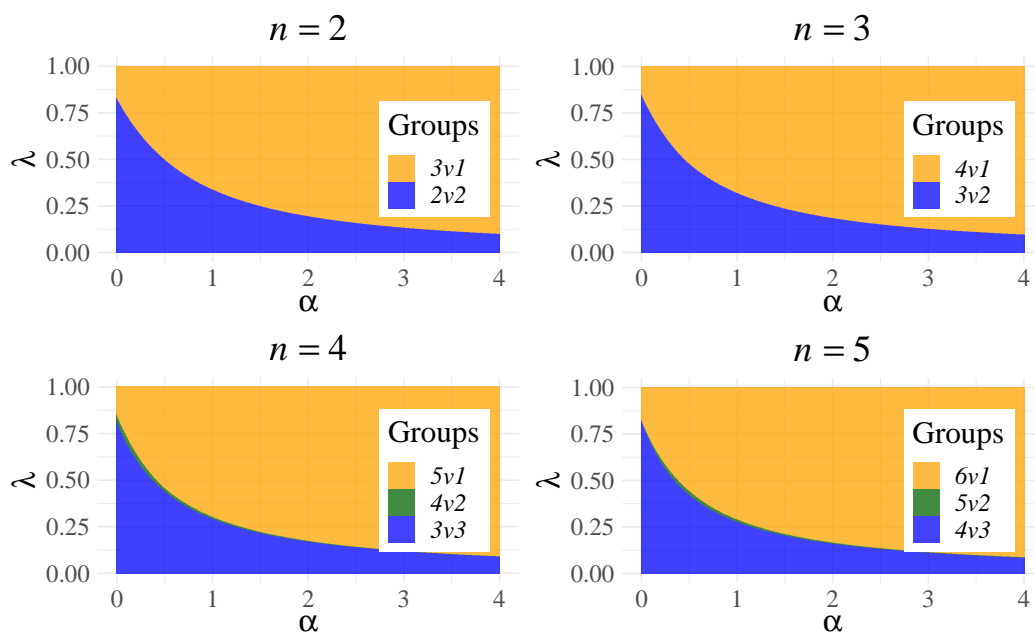 n = 2
1.00
0.75
0.50
0.25
0.00
λ
0 1 2 3 4
α
Groups
3v1
2v2
n = 3
1.00
0.75
0.50
0.25
0.00
λ
0 1 2 3 4
α
Groups
4v1
3v2
n = 4
1.00
0.75
0.50
0.25
0.00
λ
0 1 2 3 4
α
Groups
5v1
4v2
3v3
n = 5
1.00
0.75
0.50
0.25
0.00
λ
0 1 2 3 4
α
Groups
6v1
5v2
4v3